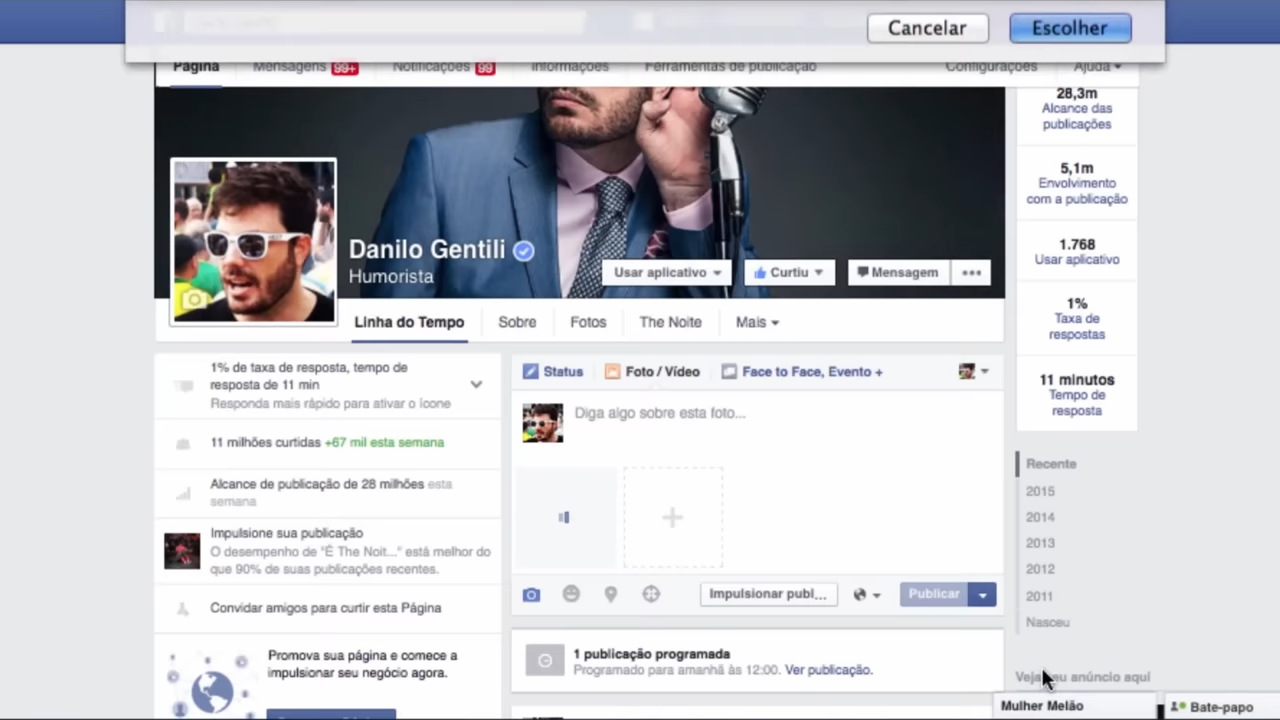 Cancelar
Escolher
Página
Mensagens 99+
Notificações 99
Informações
Ferramentas de publicação
Configurações
Ajuda
28,3m
Alcance das
publicações
5,1m
Envolvimento
com a publicação
1.768
Usar aplicativo
1%
Taxa de
respostas
11 minutos
Tempo de
resposta
Danilo Gentili
Humorista
Usar aplicativo
Curtiu
Mensagem
Linha do Tempo
Sobre
Fotos
The Noite
Mais
1% de taxa de resposta, tempo de
resposta de 11 min
Responda mais rápido para ativar o ícone
11 milhões curtidas +67 mil esta semana
Alcance de publicação de 28 milhões esta
semana
Impulsione sua publicação
O desempenho de "É The Noit..." está melhor do
que 90% de suas publicações recentes.
Convidar amigos para curtir esta Página
Promova sua página e comece a
impulsionar seu negócio agora.
Status
Foto / Vídeo
Face to Face, Evento +
Diga algo sobre esta foto...
Impulsionar publ...
Publicar
1 publicação programada
Programado para amanhã às 12:00. Ver publicação.
Recente
2015
2014
2013
2012
2011
Nasceu
anúncio aqui
Mulher Melão
Bate-papo